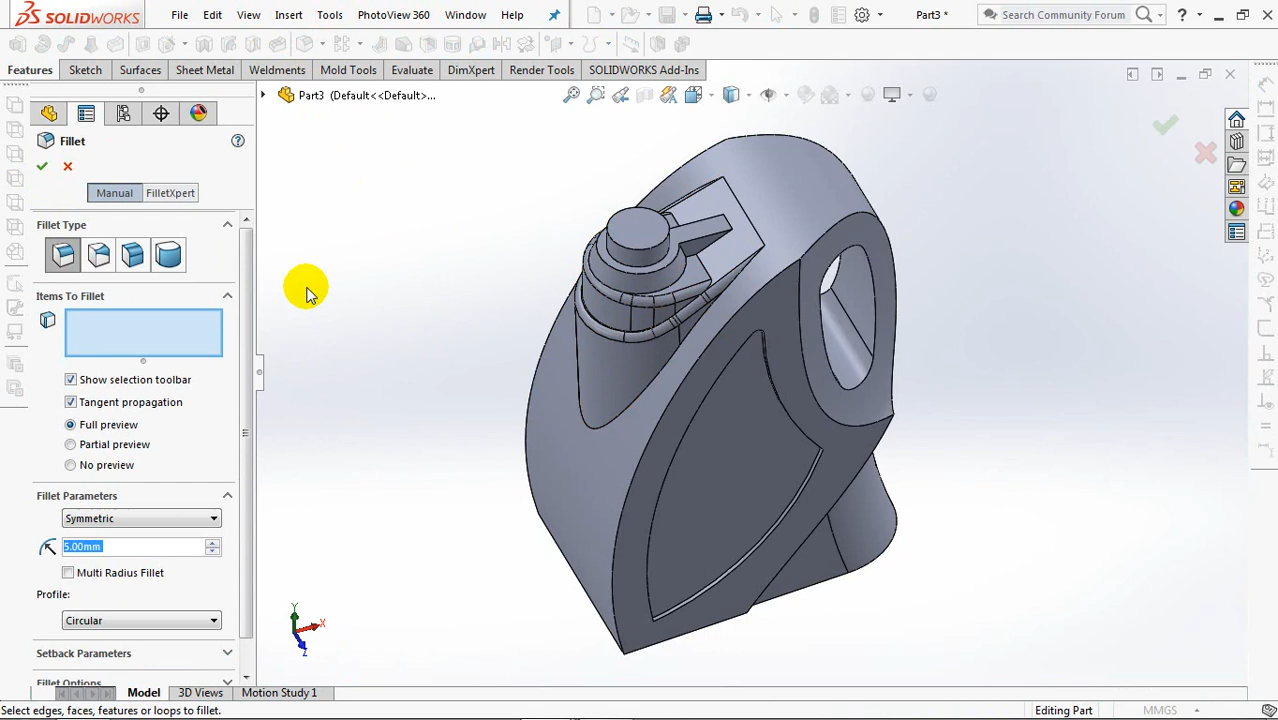 SOLIDWORKS File Edit View Insert Tools PhotoView 360 Window Help Part3 * Search Community Forum ?
Features Sketch Surfaces Sheet Metal Weldments Mold Tools Evaluate DimXpert Render Tools SOLIDWORKS Add-Ins
Part3 (Default<<Default>...
Fillet
Manual FilletXpert
Fillet Type
Items To Fillet
Show selection toolbar
Tangent propagation
Full preview
Partial preview
No preview
Fillet Parameters
Symmetric
5.00mm
Multi Radius Fillet
Profile:
Circular
Setback Parameters
Fillet Options
Y
X
Z
Model 3D Views Motion Study 1
Select edges, faces, features or loops to fillet. Editing Part MMGS